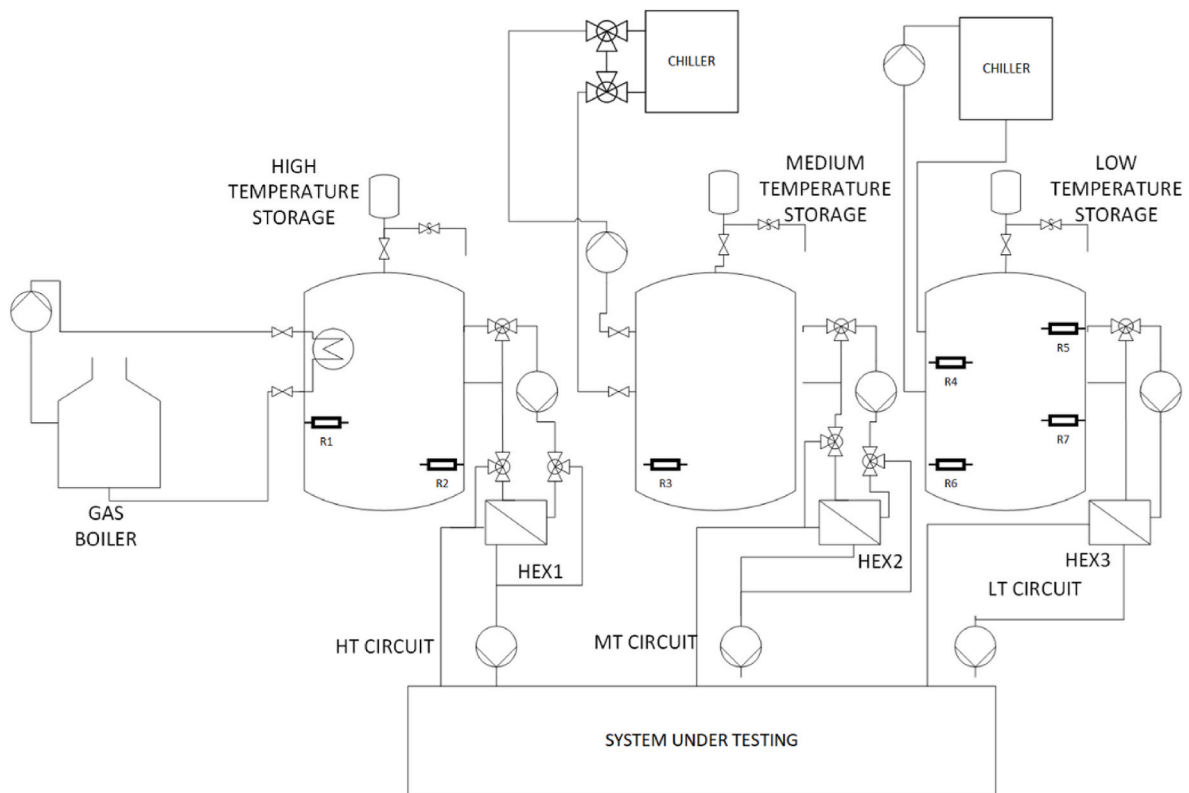 CHILLER
CHILLER
HIGH
TEMPERATURE
STORAGE
MEDIUM
TEMPERATURE
STORAGE
LOW
TEMPERATURE
STORAGE
R1
R2
R3
R4
R5
R6
R7
GAS
BOILER
HEX1
HEX2
HEX3
HT CIRCUIT
MT CIRCUIT
LT CIRCUIT
SYSTEM UNDER TESTING